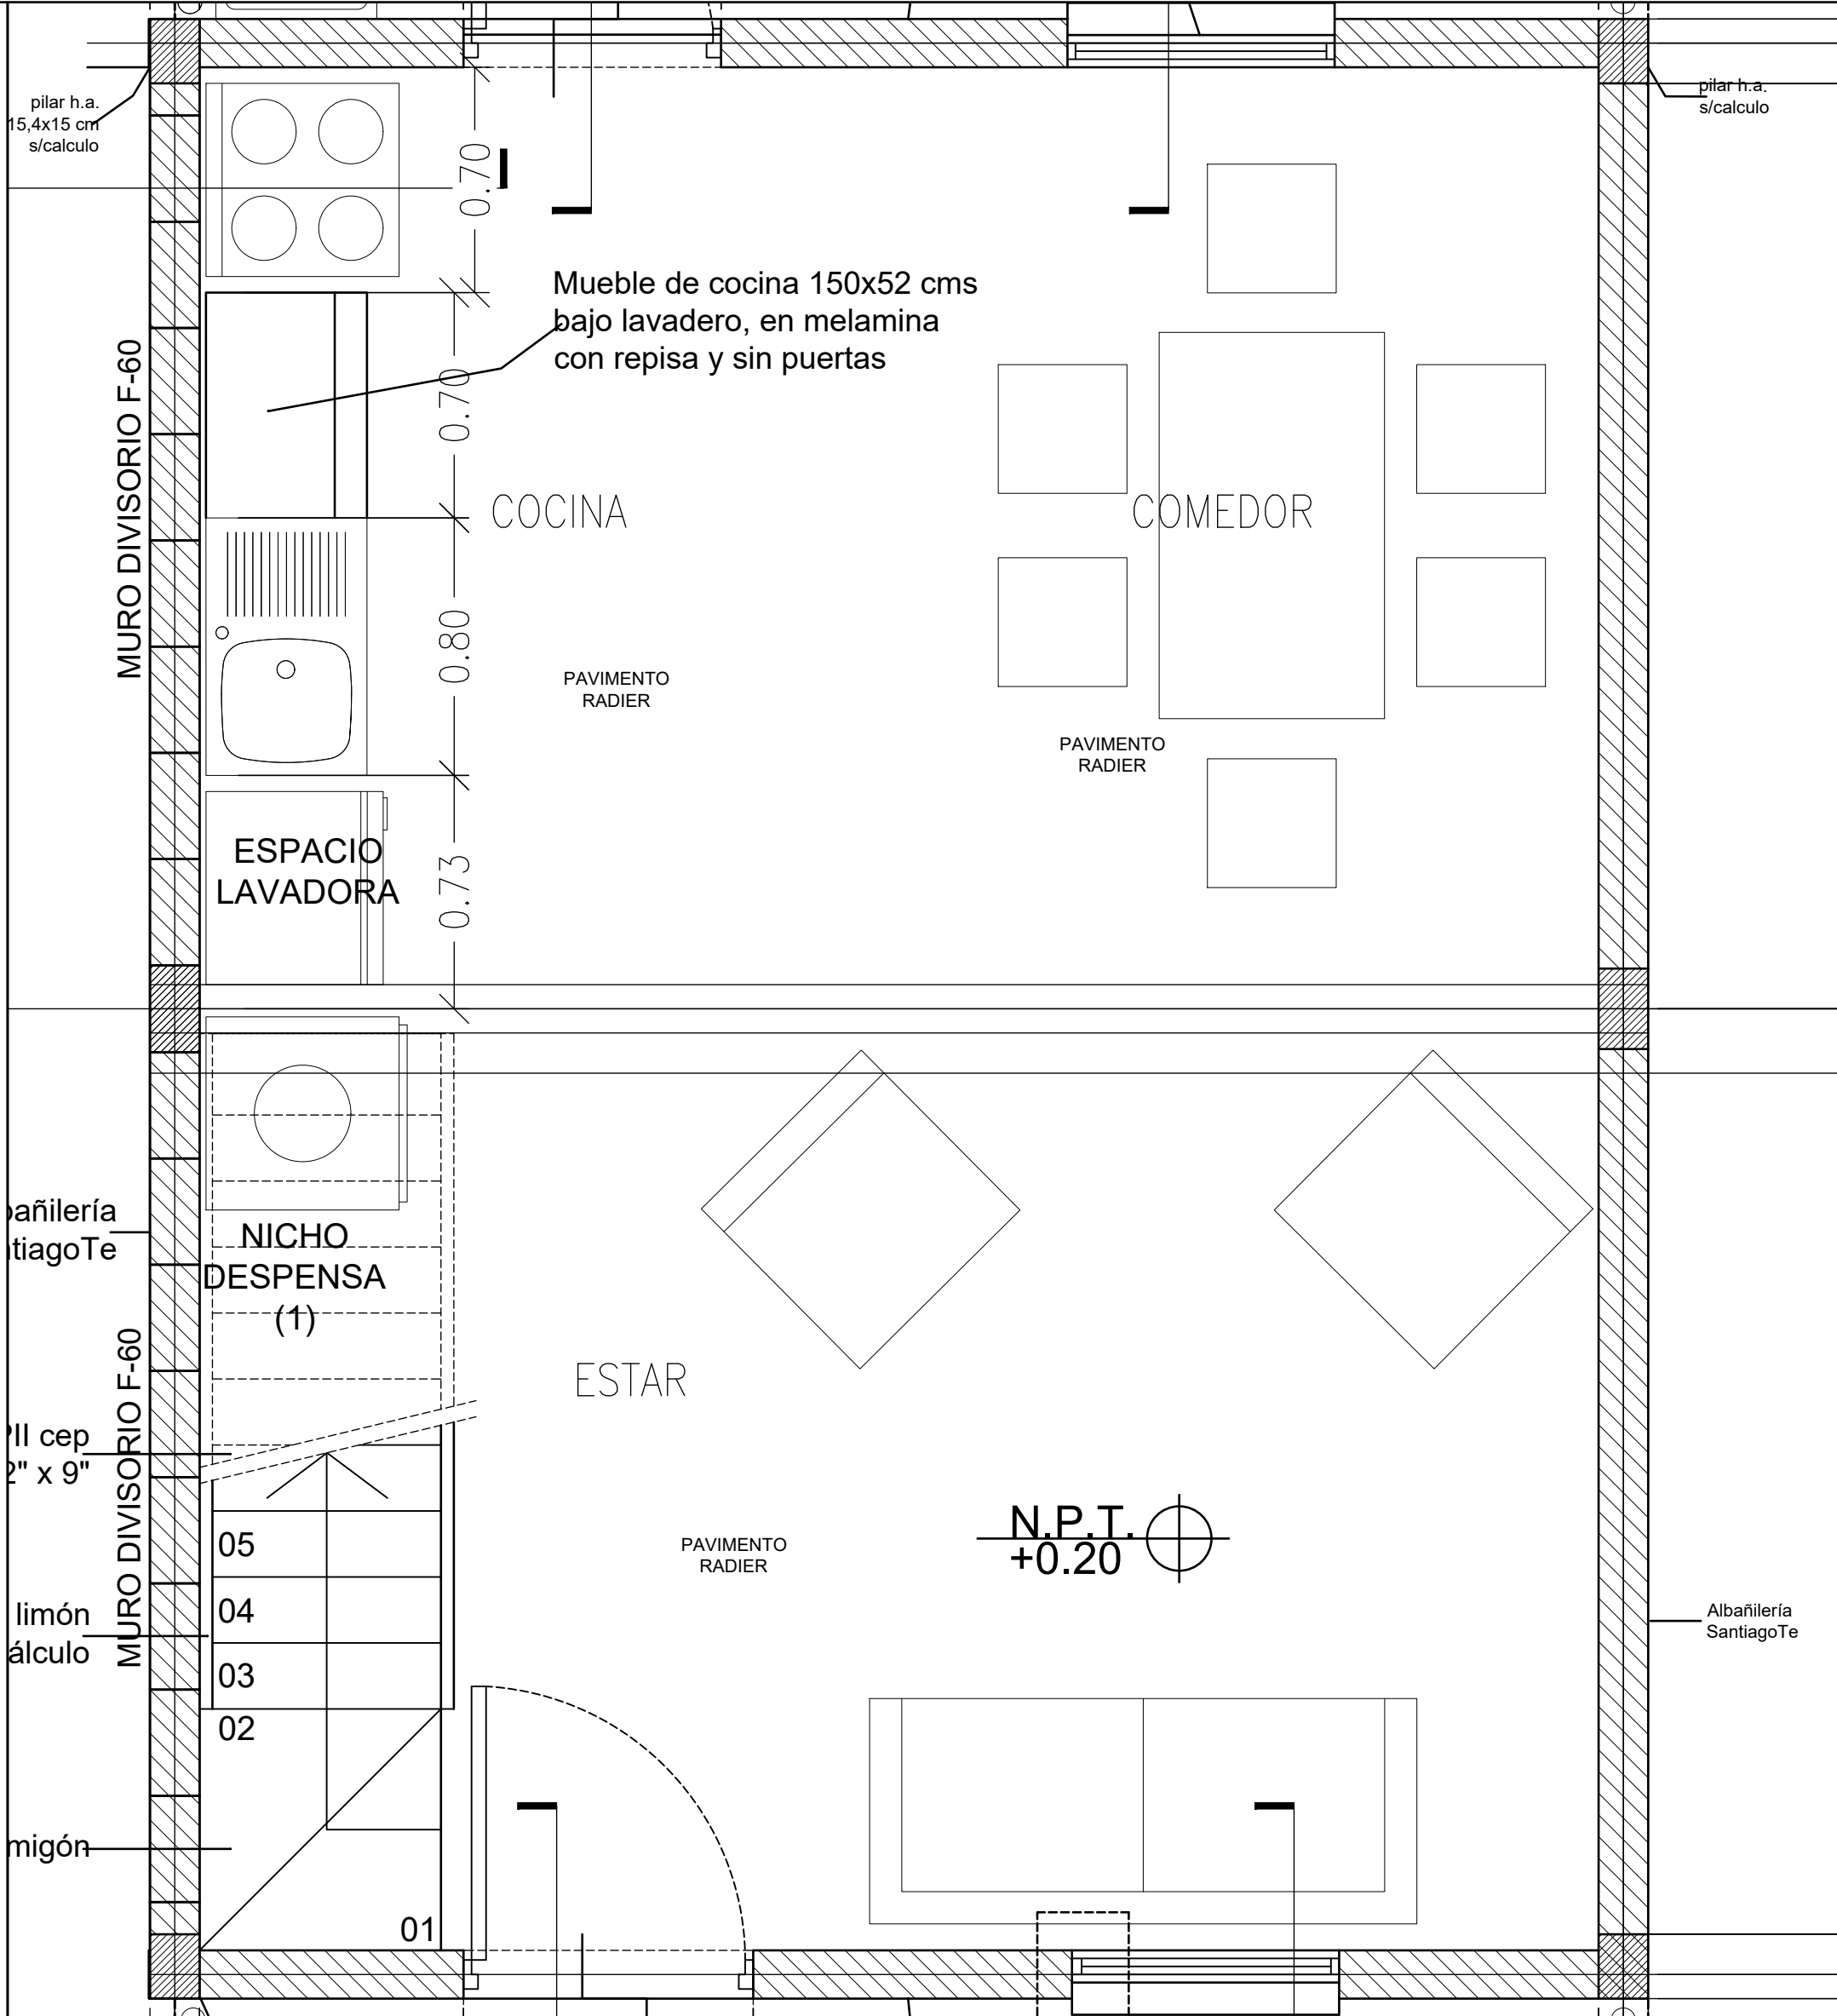 pilar h.a.
15,4x15 cm
s/calculo
pilar h.a.
s/calculo
0.70
Mueble de cocina 150x52 cms
bajo lavadero, en melamina
con repisa y sin puertas
MURO DIVISORIO F-60
0.70
COCINA
COMEDOR
0.80
PAVIMENTO
RADIER
PAVIMENTO
RADIER
ESPACIO
LAVADORA
0.73
NICHO
DESPENSA
(1)
ESTAR
MURO DIVISORIO F-60
cep
2" x 9"
N.P.T.
+0.20
PAVIMENTO
RADIER
05
04
03
02
01
limón
Albañilería
SantiagoTe